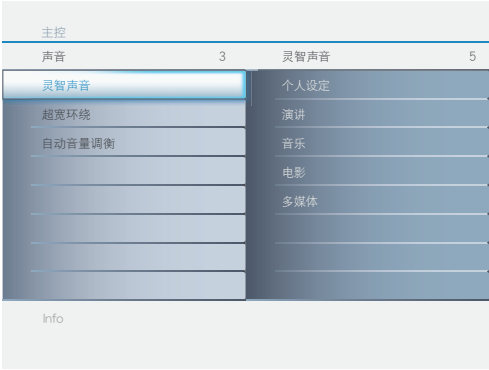 主控
声音 3 灵智声音 5
灵智声音 个人设定
超宽环绕 演讲
自动音量调衡 音乐
电影
多媒体
Info